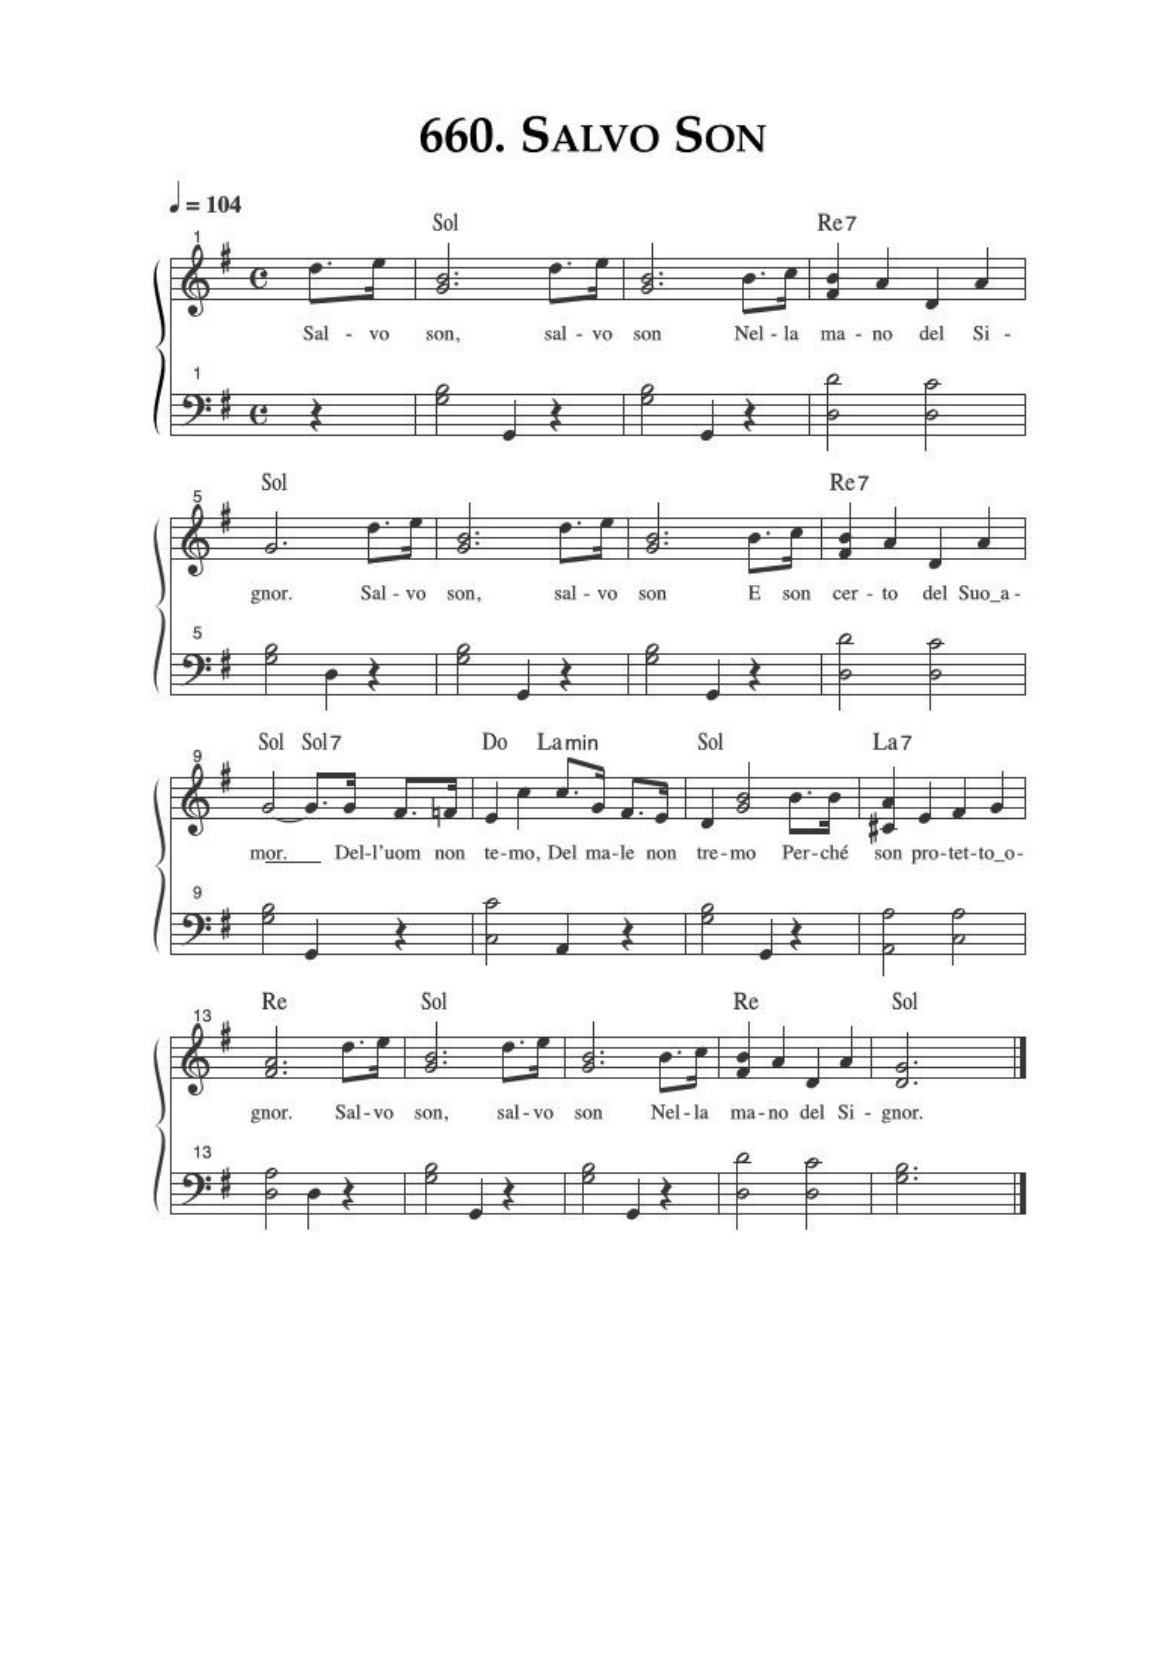 660. SALVO SON
♩ = 104
Sol Re7
1
Sal - vo son, sal - vo son Nel - la ma - no del Si -
1
Sol Re7
5
gnor. Sal - vo son, sal - vo son E son cer - to del Suo_a -
5
Sol Sol7 Do Lamin Sol La7
9
mor. Del-l'uom non te-mo, Del ma-le non tre-mo Per-ché son pro-tet-to_o-
9
Re Sol Re Sol
13
gnor. Sal-vo son, sal-vo son Nel-la ma-no del Si - gnor.
13